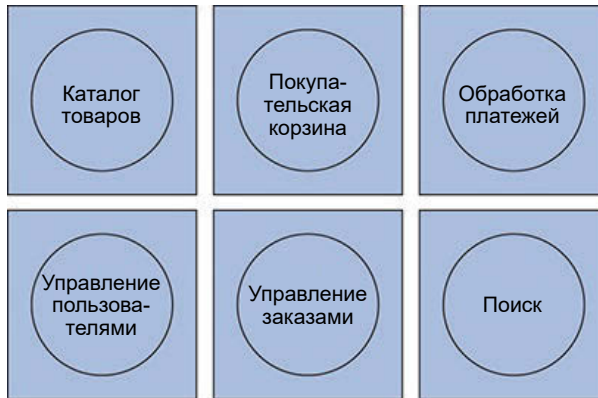 Каталог
товаров
Покупа-
тельская
корзина
Обработка
платежей
Управление
пользова-
телями
Управление
заказами
Поиск